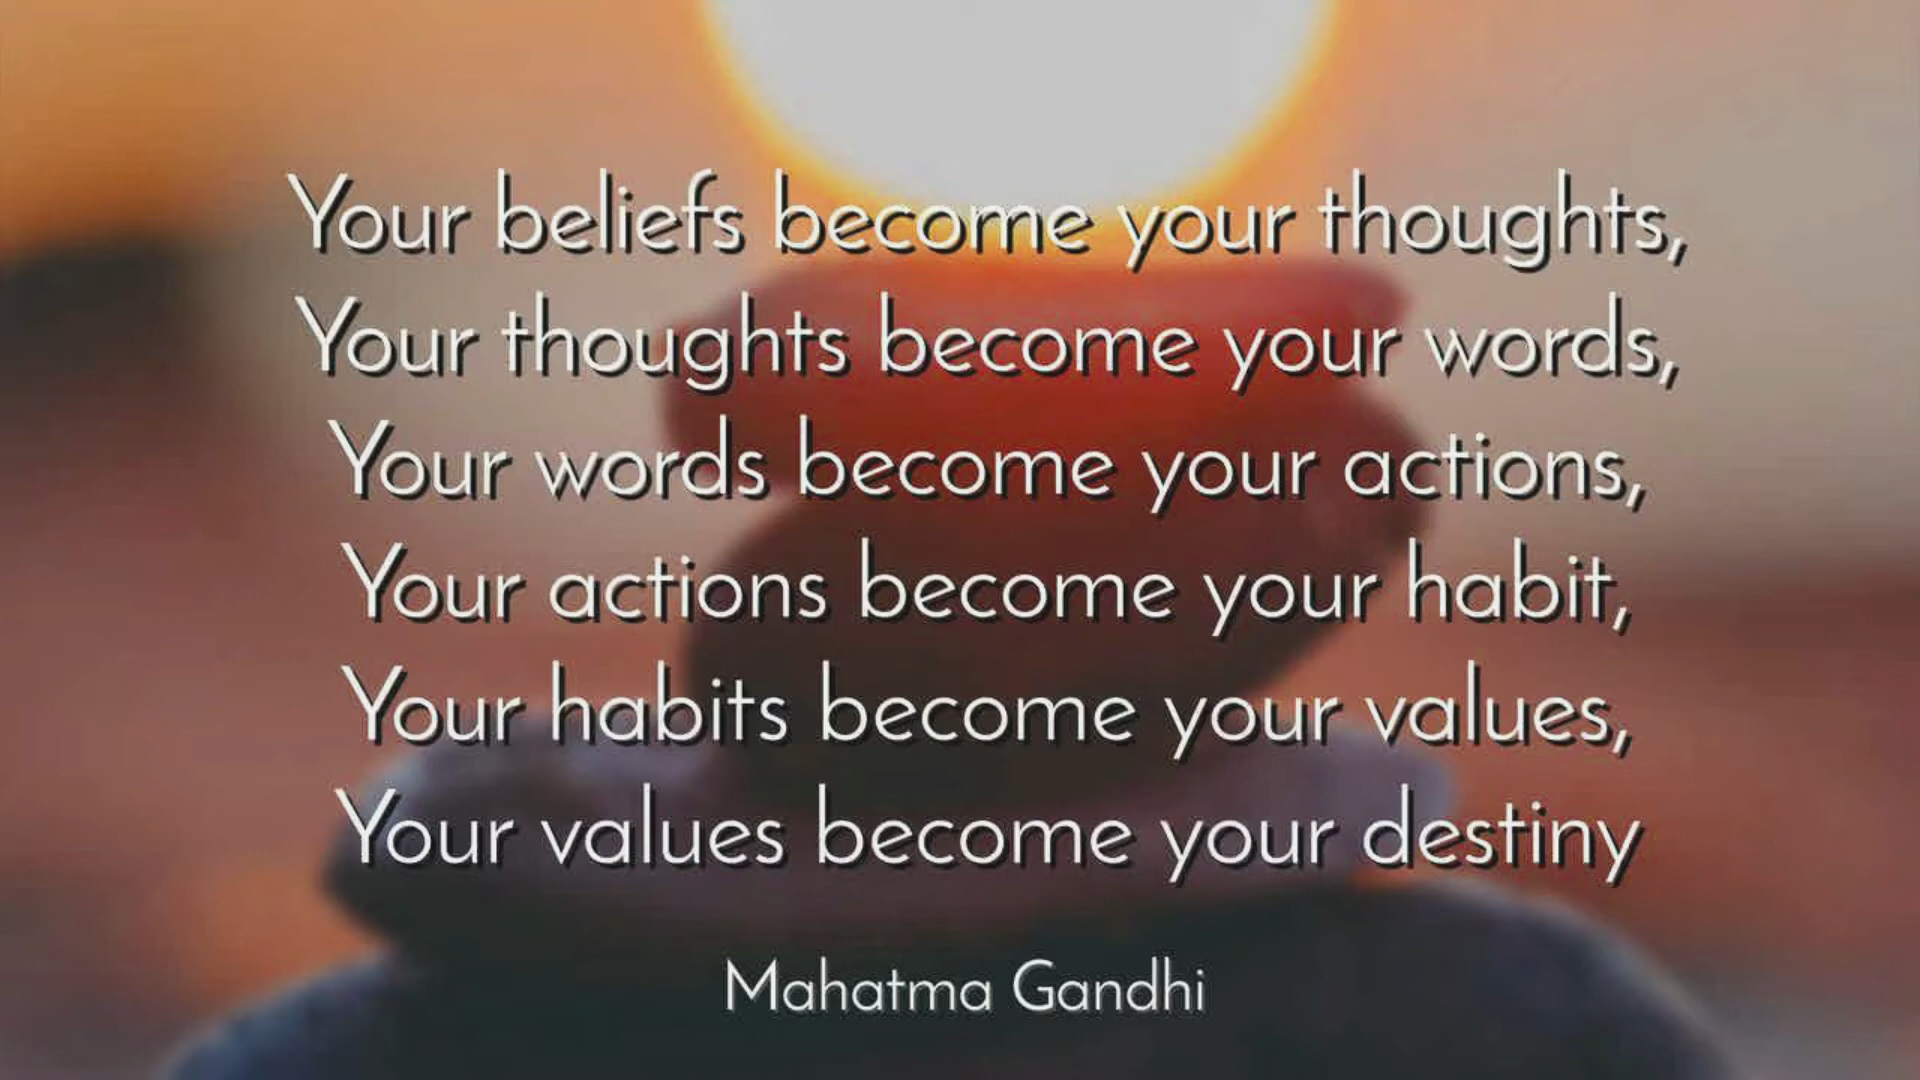 Your beliefs become your thoughts,
Your thoughts become your words,
Your words become your actions,
Your actions become your habit,
Your habits become your values,
Your values become your destiny
Mahatma Gandhi